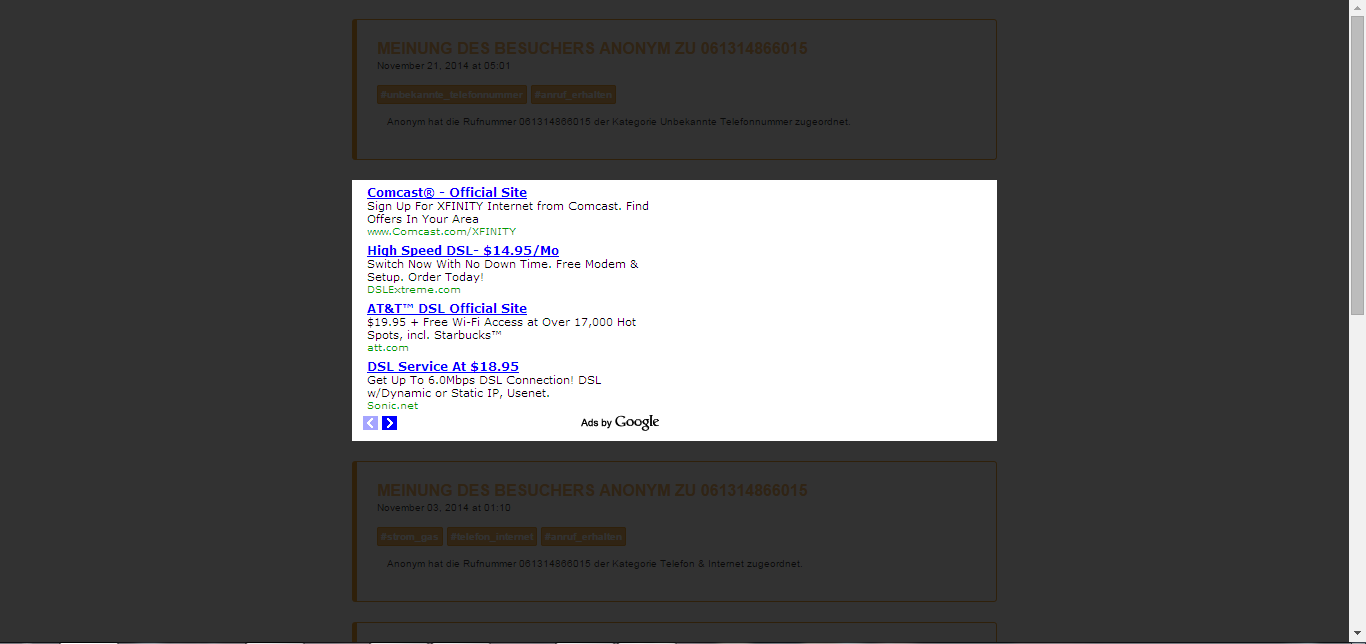 MEINUNG DES BESUCHERS ANONYM ZU 061314866015
November 21, 2014 at 05:01
#unbekannte_telefonnummer #anruf_erhalten
Anonym hat die Rufnummer 061314866015 der Kategorie Unbekannte Telefonnummer zugeordnet.
Comcast® - Official Site
Sign Up For XFINITY Internet from Comcast. Find
Offers In Your Area
www.Comcast.com/XFINITY
High Speed DSL- $14.95/Mo
Switch Now With No Down Time. Free Modem &
Setup. Order Today!
DSLExtreme.com
AT&T™ DSL Official Site
$19.95 + Free Wi-Fi Access at Over 17,000 Hot
Spots, incl. Starbucks™
att.com
DSL Service At $18.95
Get Up To 6.0Mbps DSL Connection! DSL
w/Dynamic or Static IP, Usenet.
Sonic.net
Ads by Google
MEINUNG DES BESUCHERS ANONYM ZU 061314866015
November 03, 2014 at 01:10
#strom_gas #telefon_internet #anruf_erhalten
Anonym hat die Rufnummer 061314866015 der Kategorie Telefon & Internet zugeordnet.